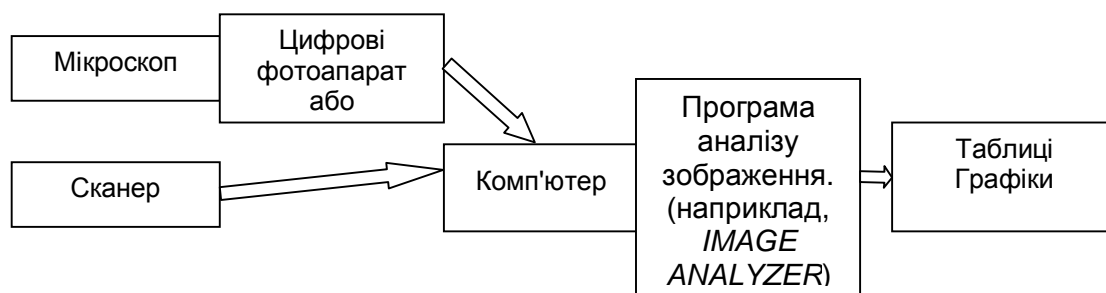 Мікроскоп
Цифрові
фотоапарат
або
Сканер
Комп'ютер
Програма
аналізу
зображення.
(наприклад,
IMAGE
ANALYZER)
Таблиці
Графіки